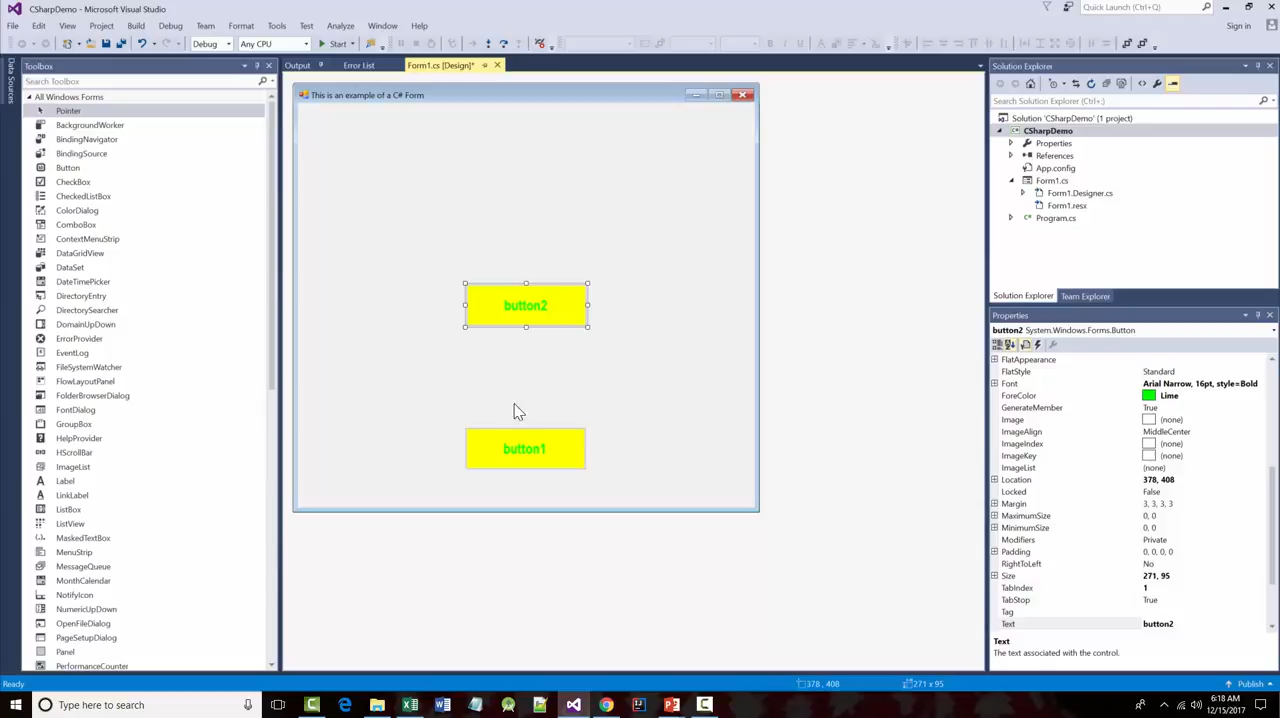 CSharpDemo - Microsoft Visual Studio
Quick Launch (Ctrl+Q)
File Edit View Project Build Debug Team Format Tools Test Analyze Window Help
Sign in
Debug Any CPU Start
Data Sources
Toolbox
Search Toolbox
All Windows Forms
Pointer
BackgroundWorker
BindingNavigator
BindingSource
Button
CheckBox
CheckedListBox
ColorDialog
ComboBox
ContextMenuStrip
DataGridView
DataSet
DateTimePicker
DirectoryEntry
DirectorySearcher
DomainUpDown
ErrorProvider
EventLog
FileSystemWatcher
FlowLayoutPanel
FolderBrowserDialog
FontDialog
GroupBox
HelpProvider
HScrollBar
ImageList
Label
LinkLabel
ListBox
ListView
MaskedTextBox
MenuStrip
MessageQueue
MonthCalendar
NotifyIcon
NumericUpDown
OpenFileDialog
PageSetupDialog
Panel
PerformanceCounter
Output Error List Form1.cs [Design]*
This is an example of a C# Form
button2
button1
Solution Explorer
Search Solution Explorer (Ctrl+;)
Solution 'CSharpDemo' (1 project)
CSharpDemo
Properties
References
App.config
Form1.cs
Form1.Designer.cs
Form1.resx
Program.cs
Solution Explorer Team Explorer
Properties
button2 System.Windows.Forms.Button
FlatAppearance
FlatStyle Standard
Font Arial Narrow, 16pt, style=Bold
ForeColor Lime
GenerateMember True
Image (none)
ImageAlign MiddleCenter
ImageIndex (none)
ImageKey (none)
ImageList (none)
Location 378, 408
Locked False
Margin 3, 3, 3, 3
MaximumSize 0, 0
MinimumSize 0, 0
Modifiers Private
Padding 0, 0, 0, 0
RightToLeft No
Size 271, 95
TabIndex 1
TabStop True
Tag
Text button2
Text
The text associated with the control.
Ready 378 , 408 271 x 95 Publish
Type here to search
6:18 AM
12/15/2017